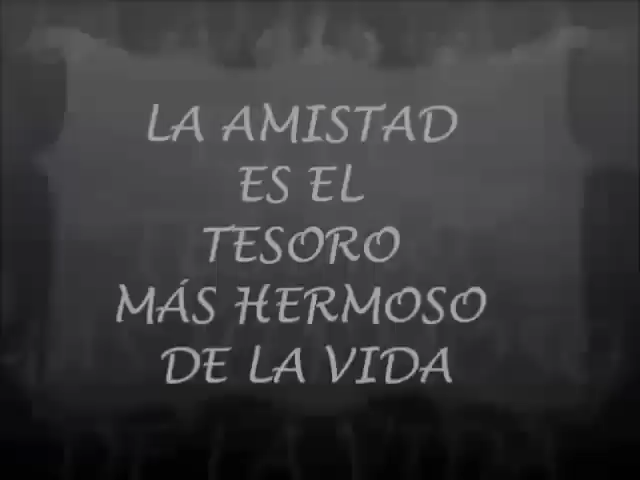 LA AMISTAD
ES EL
TESORO
MÁS HERMOSO
DE LA VIDA